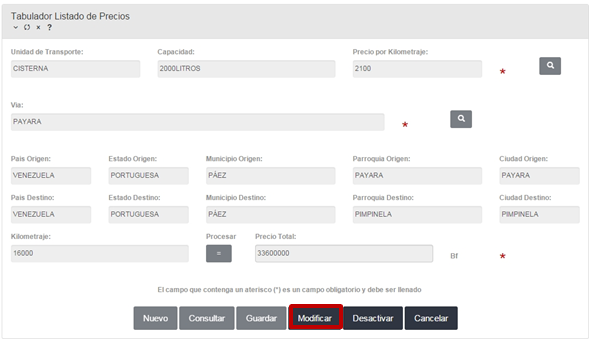 Tabulador Listado de Precios
?
Unidad de Transporte: Capacidad: Precio por Kilometraje:
CISTERNA 2000LITROS 2100 *
Via:
PAYARA *
Pais Origen: Estado Origen: Municipio Origen: Parroquia Origen: Ciudad Origen:
VENEZUELA PORTUGUESA PÁEZ PAYARA PAYARA
Pais Destino: Estado Destino: Municipio Destino: Parroquia Destino: Ciudad Destino:
VENEZUELA PORTUGUESA PÁEZ PIMPINELA PIMPINELA
Kilometraje: Procesar Precio Total:
16000 = 33600000 Bf *
El campo que contenga un aterisco (*) es un campo obligatorio y debe ser llenado
Nuevo Consultar Guardar Modificar Desactivar Cancelar